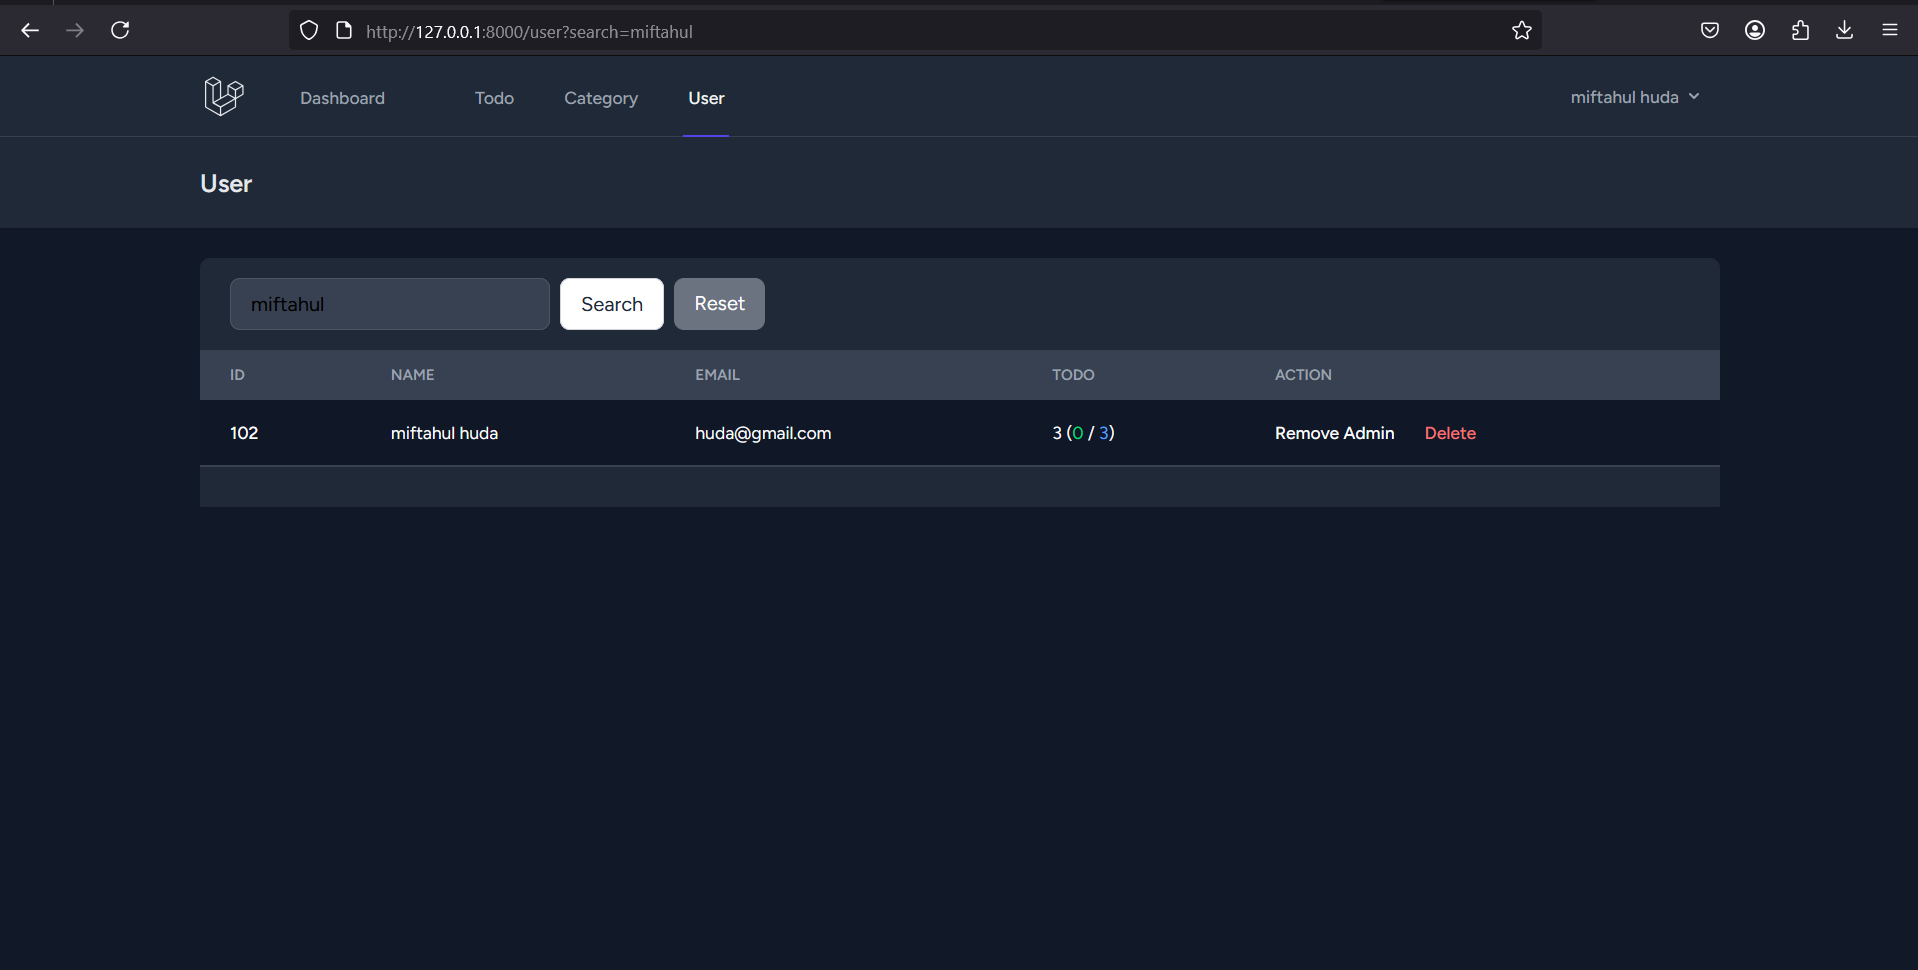 http://127.0.0.1:8000/user?search=miftahul
Dashboard Todo Category User miftahul huda
User
miftahul Search Reset
ID NAME EMAIL TODO ACTION
102 miftahul huda huda@gmail.com 3 (0 / 3) Remove Admin Delete